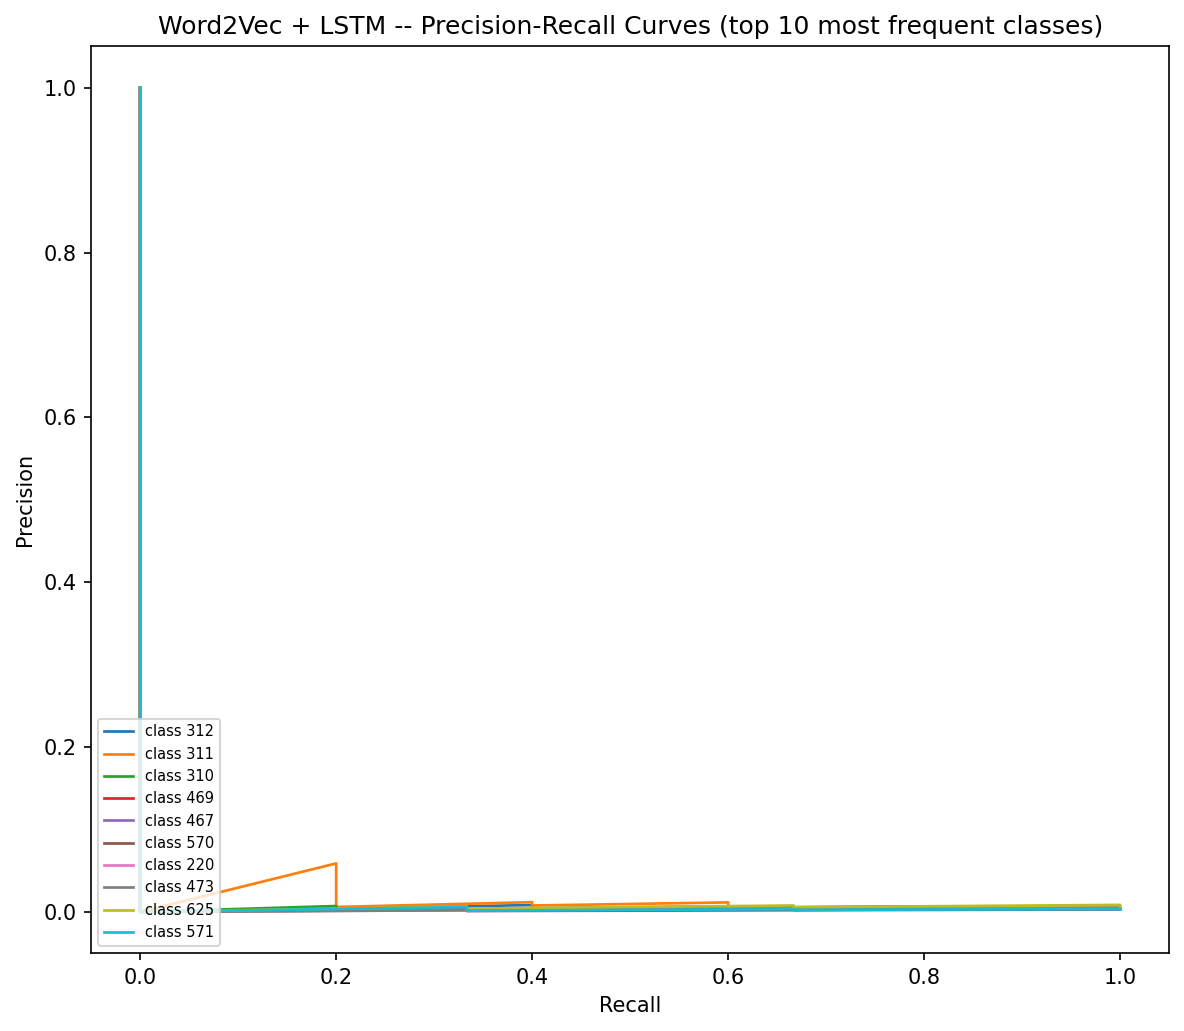 Word2Vec + LSTM -- Precision-Recall Curves (top 10 most frequent classes)
1.0
0.8
0.6
0.4
0.2
0.0
Precision
class 312
class 311
class 310
class 469
class 467
class 570
class 220
class 473
class 625
class 571
0.0 0.2 0.4 0.6 0.8 1.0
Recall